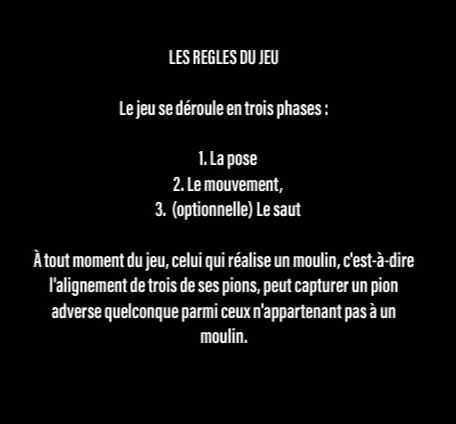 LES REGLES DU JEU
Le jeu se déroule en trois phases :
1. La pose
2. Le mouvement,
3. (optionnelle) Le saut
À tout moment du jeu, celui qui réalise un moulin, c'est-à-dire
l'alignement de trois de ses pions, peut capturer un pion
adverse quelconque parmi ceux n'appartenant pas à un
moulin.